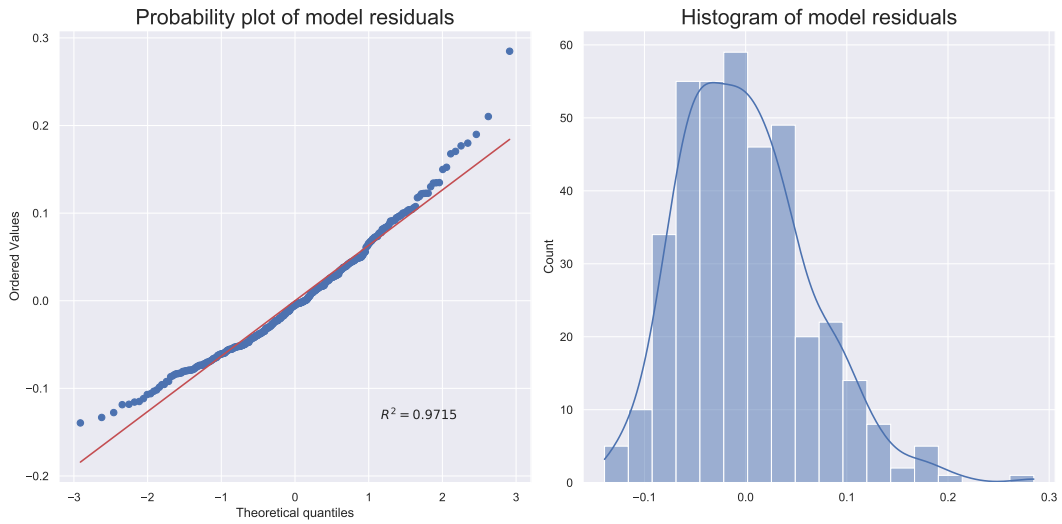 Probability plot of model residuals
0.3
0.2
0.1
0.0
−0.1
−0.2
Ordered Values
R² = 0.9715
−3 −2 −1 0 1 2 3
Theoretical quantiles
Histogram of model residuals
60
50
40
30
20
10
0
Count
−0.1 0.0 0.1 0.2 0.3